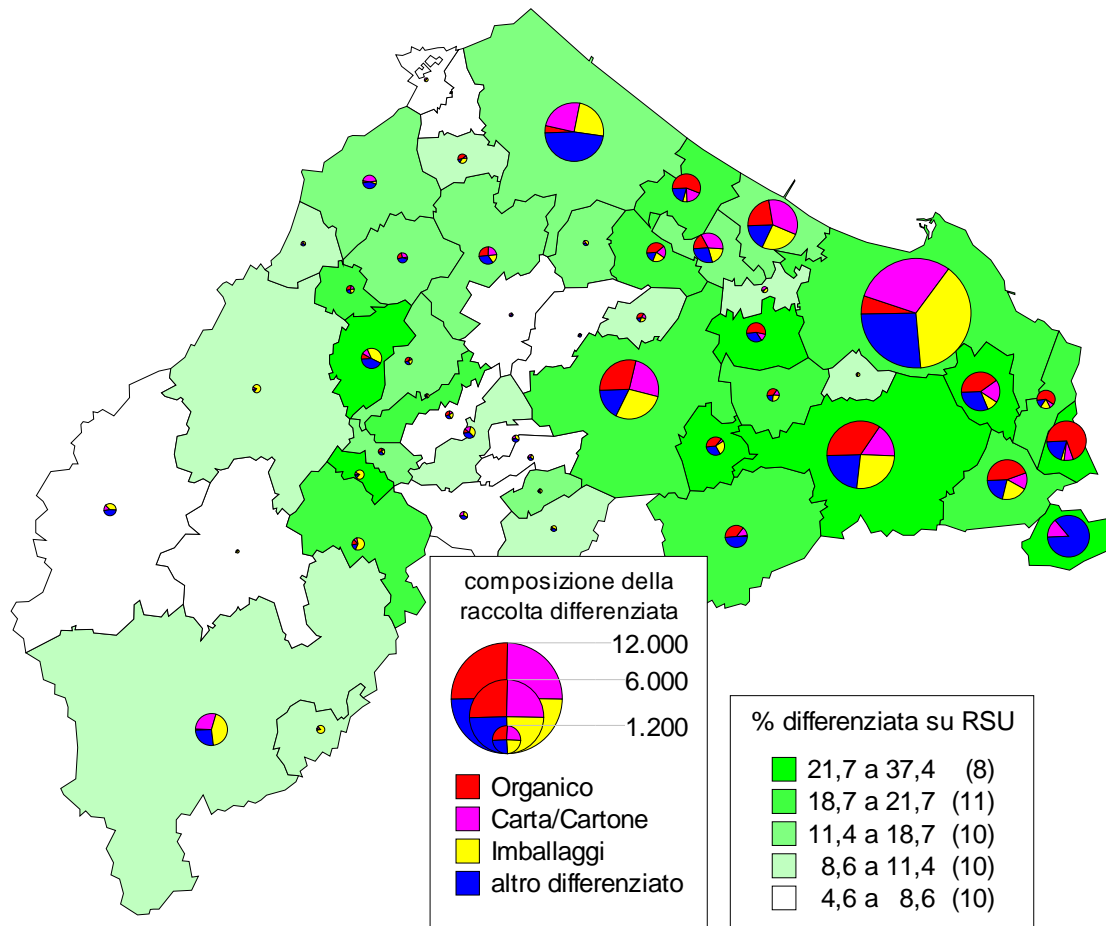 composizione della
raccolta differenziata
12.000
6.000
1.200
Organico
Carta/Cartone
Imballaggi
altro differenziato
% differenziata su RSU
21,7 a 37,4 (8)
18,7 a 21,7 (11)
11,4 a 18,7 (10)
8,6 a 11,4 (10)
4,6 a 8,6 (10)